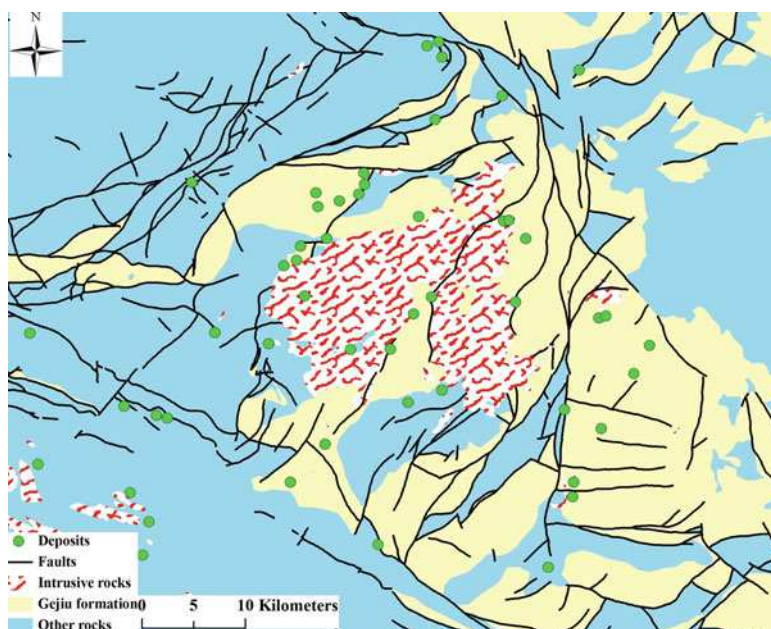 N
Deposits
Faults
Intrusive rocks
Gejiu formation
Other rocks
0 5 10 Kilometers